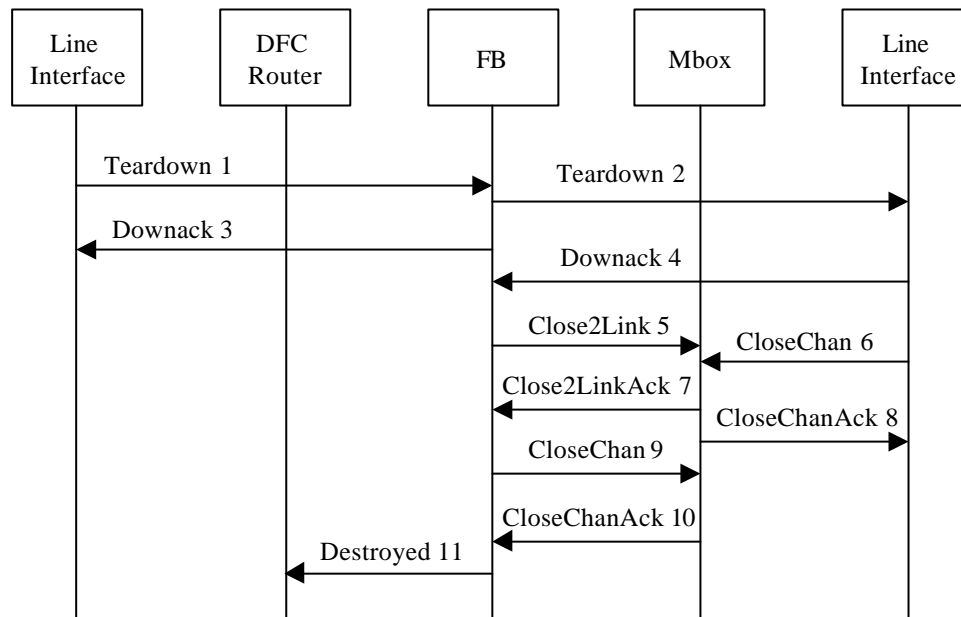 Line
Interface
DFC
Router
FB
Mbox
Line
Interface
Teardown 1
Teardown 2
Downack 3
Downack 4
Close2Link 5
CloseChan 6
Close2LinkAck 7
CloseChanAck 8
CloseChan 9
CloseChanAck 10
Destroyed 11